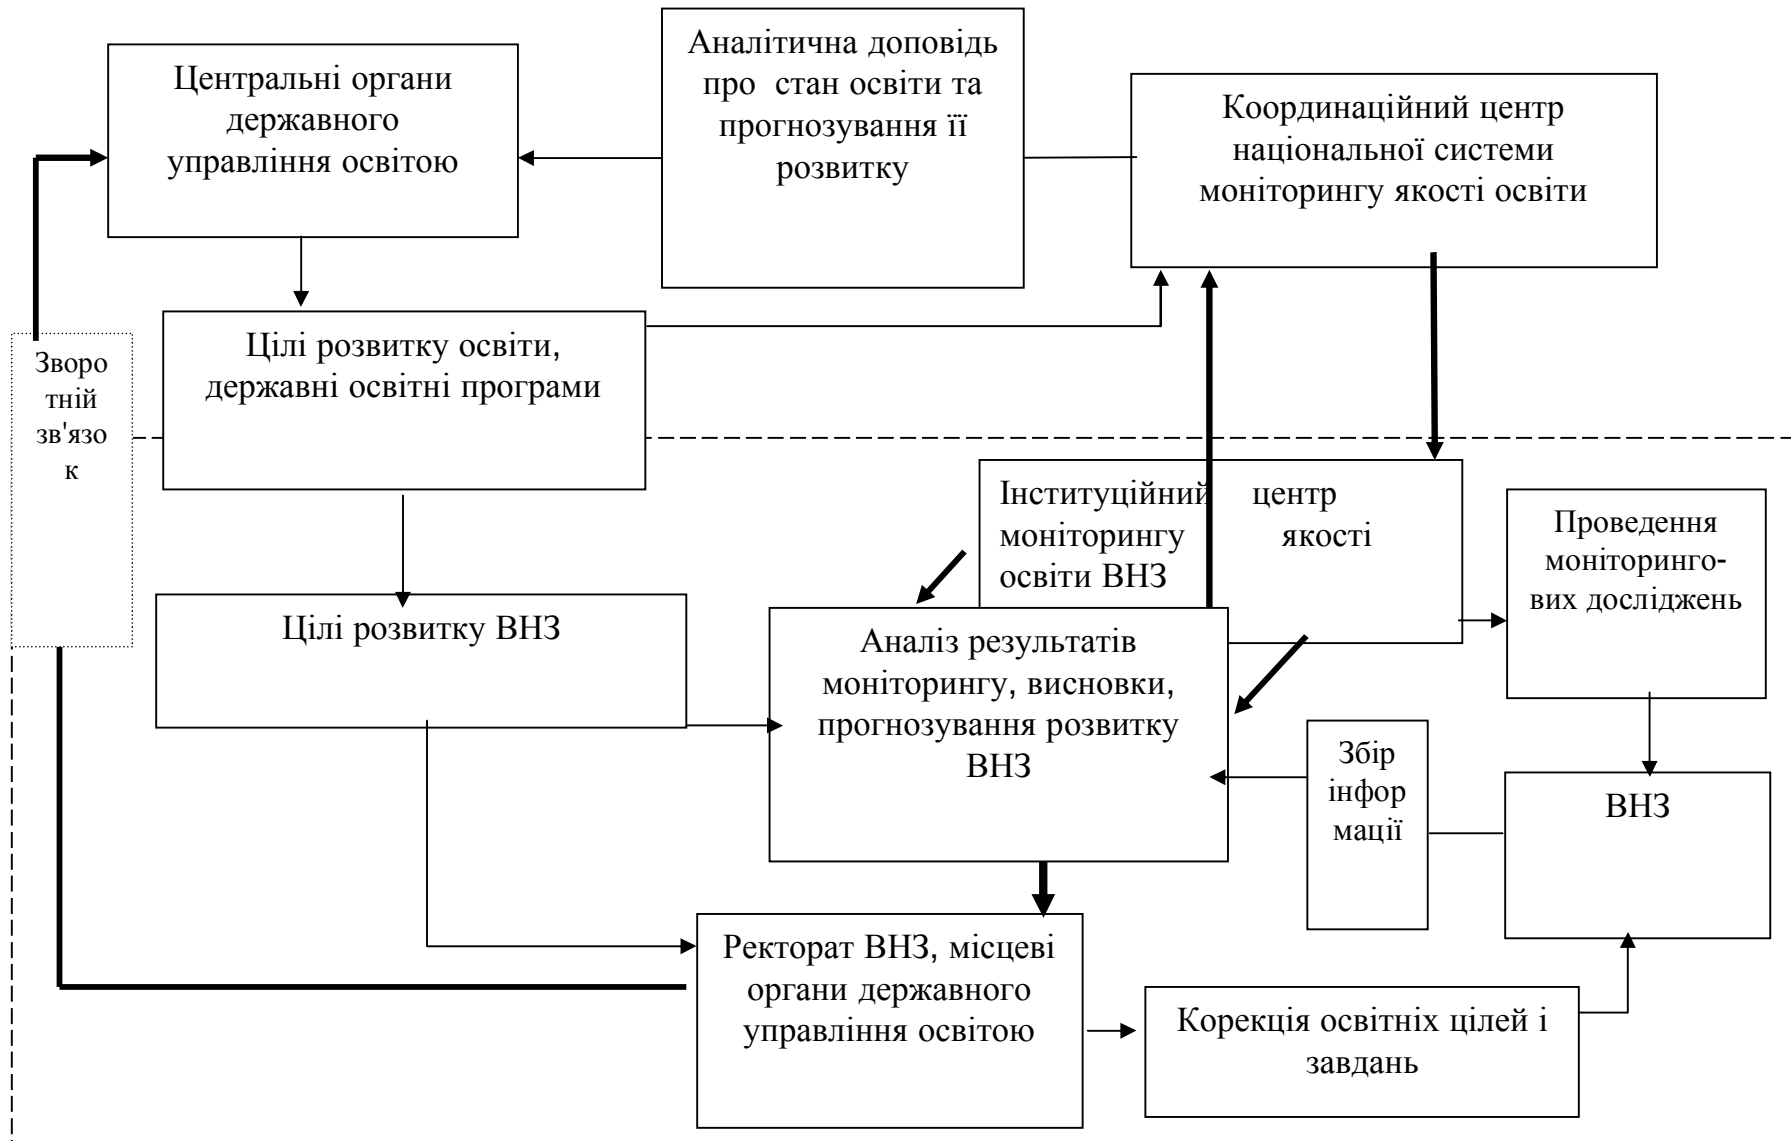 Центральні органи
державного
управління освітою
Аналітична доповідь
про стан освіти та
прогнозування її
розвитку
Координаційний центр
національної системи
моніторингу якості освіти
Цілі розвитку освіти,
державні освітні програми
Зворо
тній
зв'язо
к
Інституційний центр
моніторингу якості
освіти ВНЗ
Проведення
моніторинго-
вих досліджень
Цілі розвитку ВНЗ
Аналіз результатів
моніторингу, висновки,
прогнозування розвитку
ВНЗ
Збір
інфор
мації
ВНЗ
Ректорат ВНЗ, місцеві
органи державного
управління освітою
Корекція освітніх цілей і
завдань